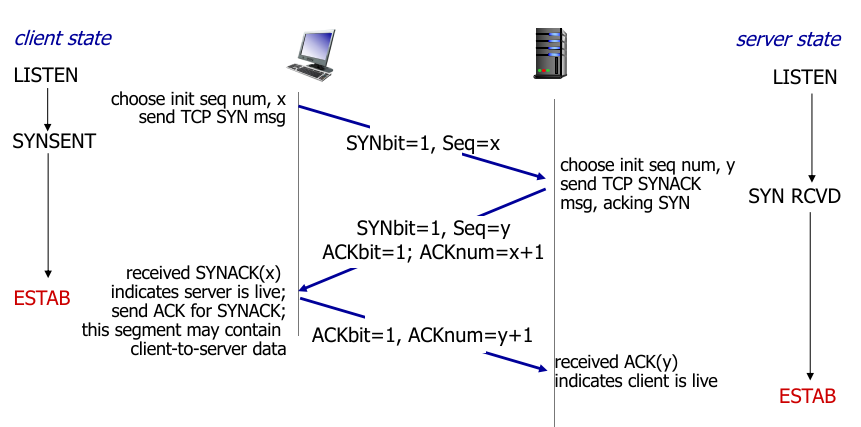 client state
server state
LISTEN
LISTEN
choose init seq num, x
send TCP SYN msg
SYNSENT
SYNbit=1, Seq=x
choose init seq num, y
send TCP SYNACK
msg, acking SYN
SYN RCVD
SYNbit=1, Seq=y
ACKbit=1; ACKnum=x+1
received SYNACK(x)
indicates server is live;
send ACK for SYNACK;
this segment may contain
client-to-server data
ESTAB
ACKbit=1, ACKnum=y+1
received ACK(y)
indicates client is live
ESTAB